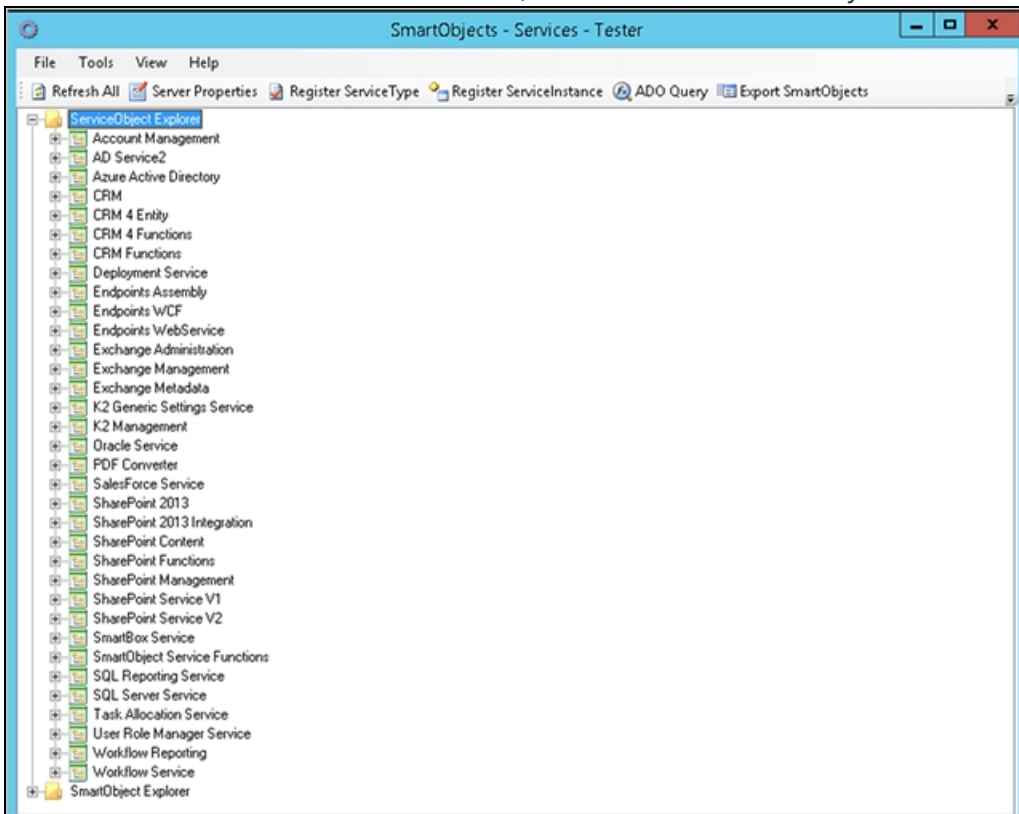 SmartObjects - Services - Tester
File Tools View Help
Refresh All Server Properties Register ServiceType Register ServiceInstance ADO Query Export SmartObjects
ServiceObject Explorer
Account Management
AD Service2
Azure Active Directory
CRM
CRM 4 Entity
CRM 4 Functions
CRM Functions
Deployment Service
Endpoints Assembly
Endpoints WCF
Endpoints WebService
Exchange Administration
Exchange Management
Exchange Metadata
K2 Generic Settings Service
K2 Management
Oracle Service
PDF Converter
SalesForce Service
SharePoint 2013
SharePoint 2013 Integration
SharePoint Content
SharePoint Functions
SharePoint Management
SharePoint Service V1
SharePoint Service V2
SmartBox Service
SmartObject Service Functions
SQL Reporting Service
SQL Server Service
Task Allocation Service
User Role Manager Service
Workflow Reporting
Workflow Service
SmartObject Explorer